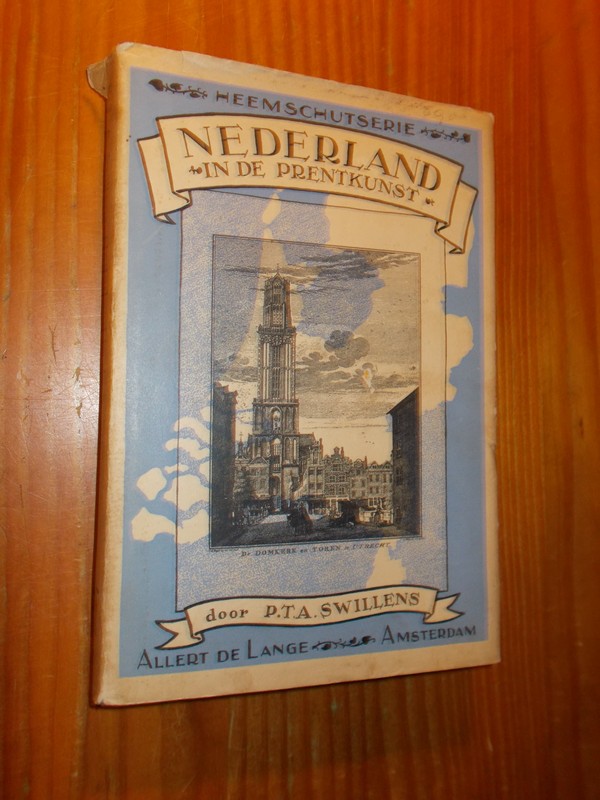 HEEMSCHUTSERIE
NEDERLAND
IN DE PRENTKUNST
De DOMKERK en TOREN te UTRECHT.
door P.T.A. SWILLENS
ALLERT DE LANGE AMSTERDAM